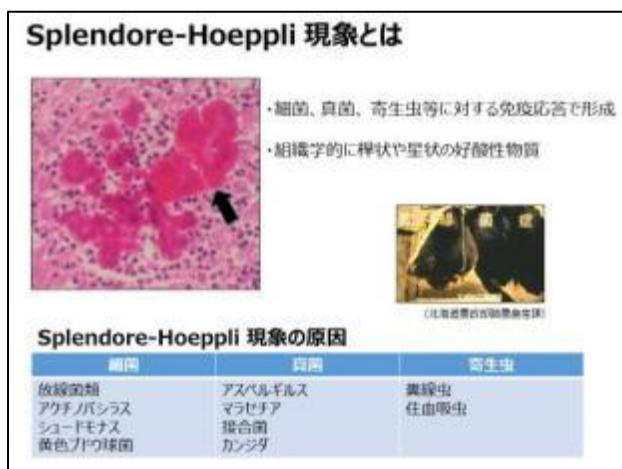 Splendore-Hoeppli 現象とは
・細菌、真菌、寄生虫等に対する免疫応答で形成
・組織学的に棍状や星状の好酸性物質
Splendore-Hoeppli 現象の原因
細菌 真菌 寄生虫
放線菌類 アスペルギルス 糞線虫
アクチノバシラス マラセチア 住血吸虫
シュードモナス 接合菌
黄色ブドウ球菌 カンジダ